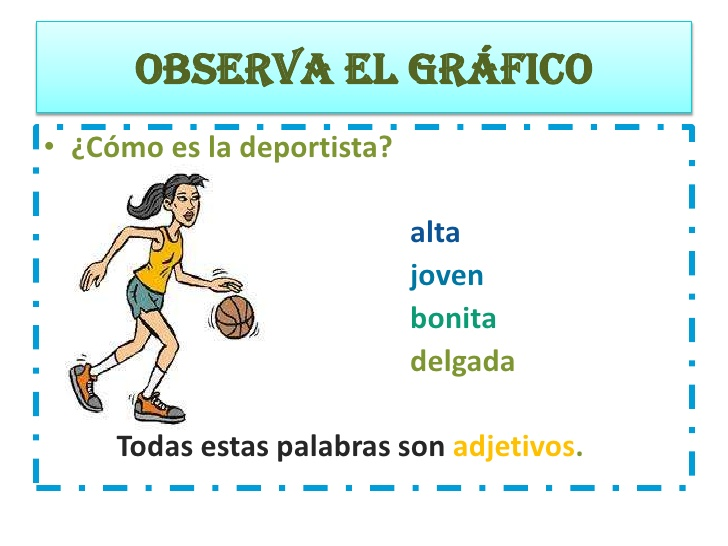 OBSERVA EL GRÁFICO
• ¿Cómo es la deportista?
alta
joven
bonita
delgada
Todas estas palabras son adjetivos.